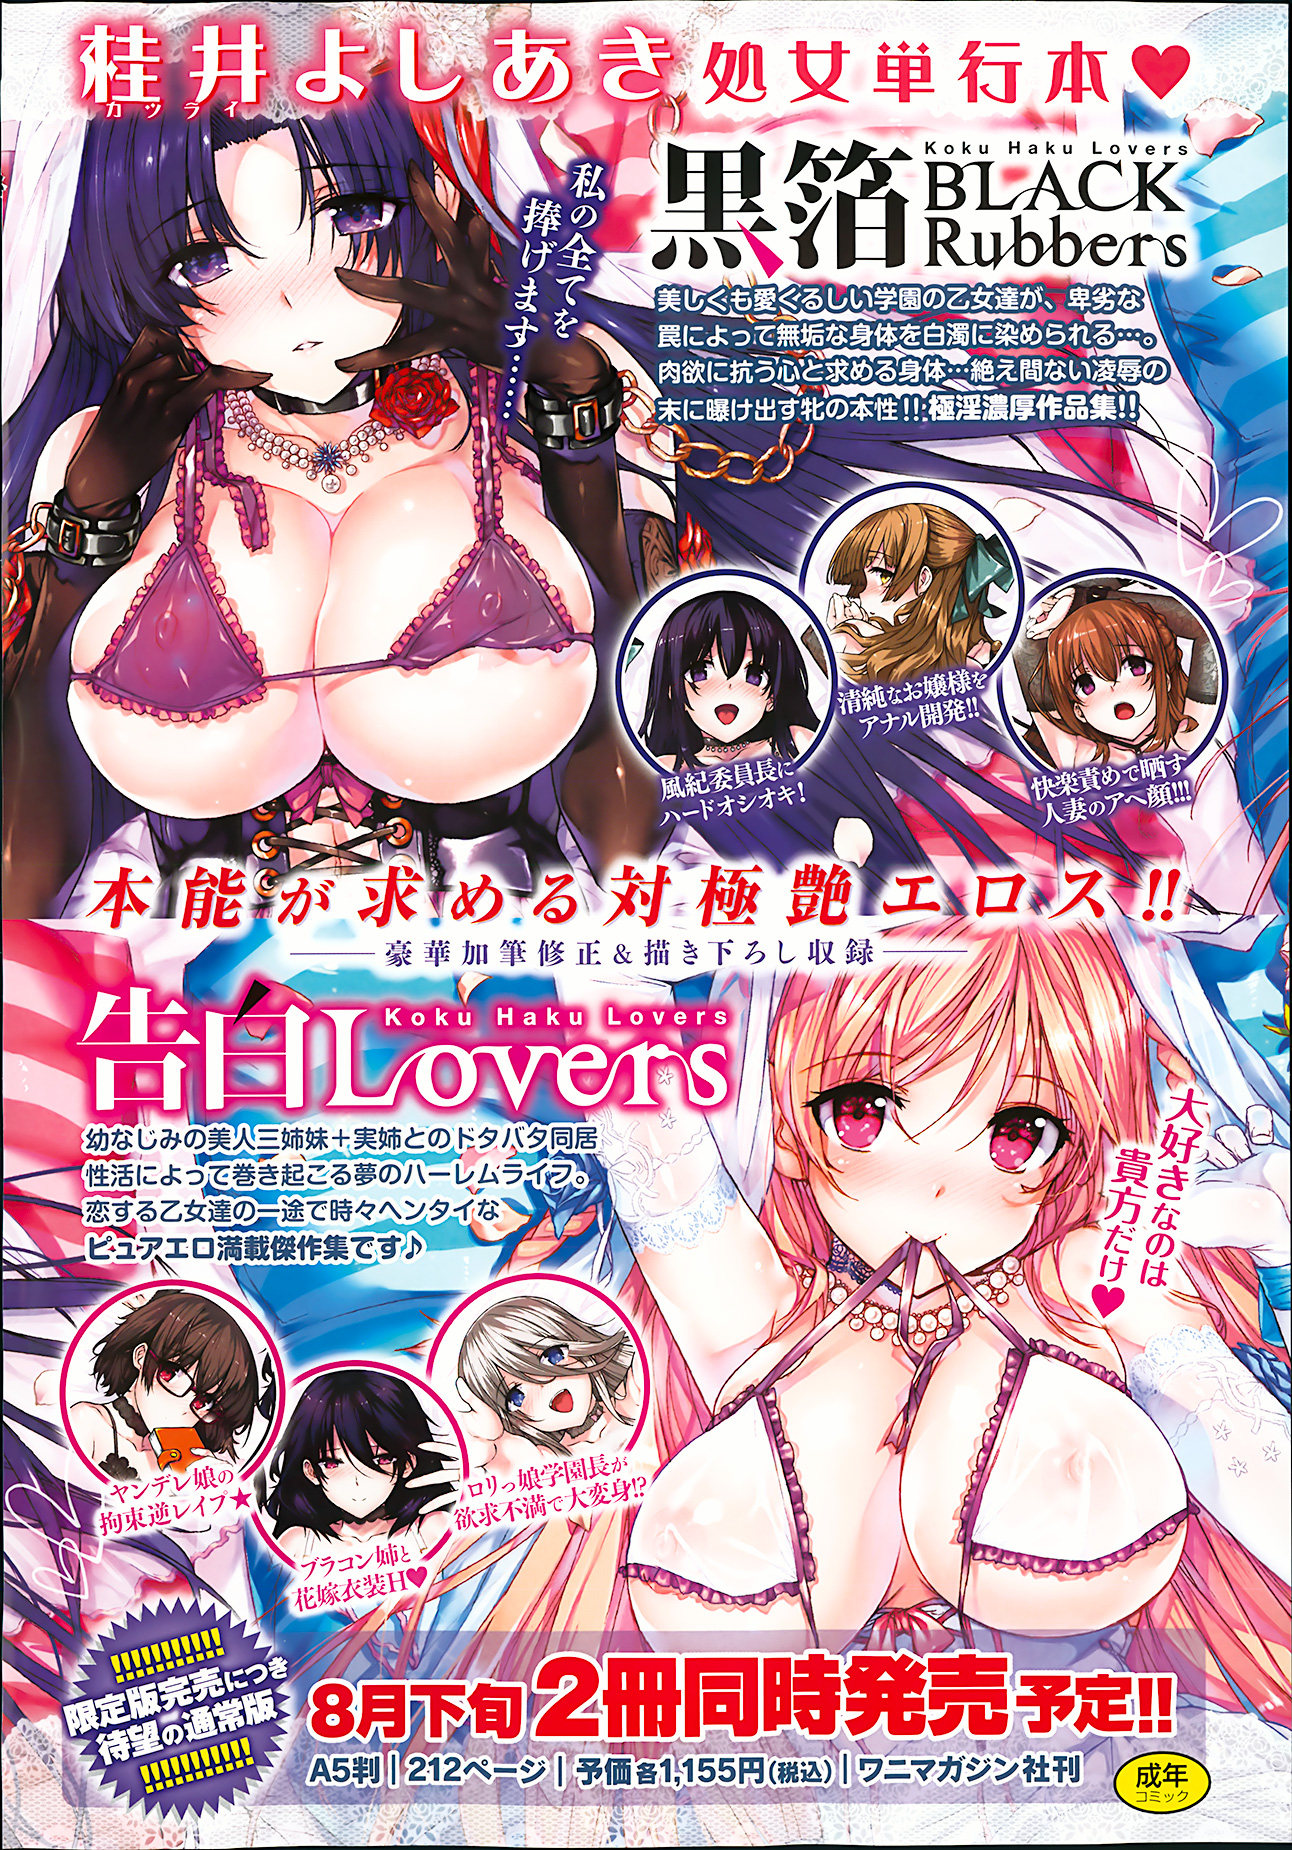 桂井よしあき 処女単行本♥
カツライ
Koku Haku Lovers
黒箔 BLACK Rubbers
私の全てを
捧げます……
美しくも愛くるしい学園の乙女達が、卑劣な
罠によって無垢な身体を白濁に染められる…。
肉欲に抗う心と求める身体…絶え間ない凌辱の
末に曝け出す牝の本性!!極淫濃厚作品集!!
風紀委員長に
ハードオシオキ!
清純なお嬢様を
アナル開発!!
快楽責めで晒す
人妻のアヘ顔!!!
本能が求める対極艶エロス!!
豪華加筆修正&描き下ろし収録
Koku Haku Lovers
告白Lovers
幼なじみの美人三姉妹+実姉とのドタバタ同居
性活によって巻き起こる夢のハーレムライフ。
恋する乙女達の一途で時々ヘンタイな
ピュアエロ満載傑作集です♪
大好きなのは
貴方だけ♥
ヤンデレ娘の
拘束逆レイプ★
ブラコン姉と
花嫁衣装H♥
ロリっ娘学園長が
欲求不満で大変身!?
!!!!!!!!!!!
限定版完売につき
待望の通常版
!!!!!!!!!!!
8月下旬2冊同時発売予定!!
A5判|212ページ|予価各1,155円(税込)|ワニマガジン社刊
成年
コミック